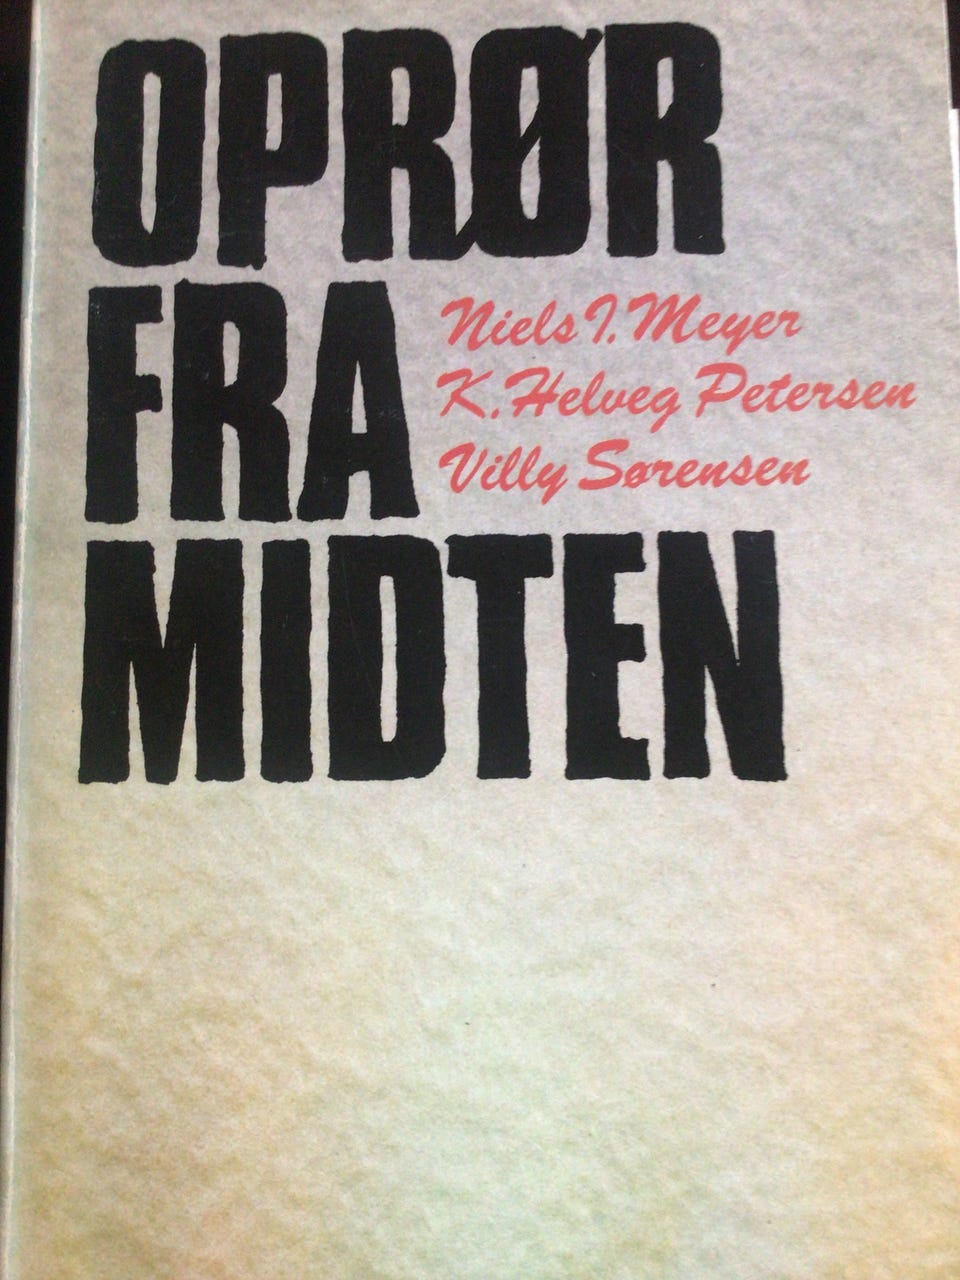 OPRØR
FRA
Niels I. Meyer
K. Helveg Petersen
Villy Sørensen
MIDTEN